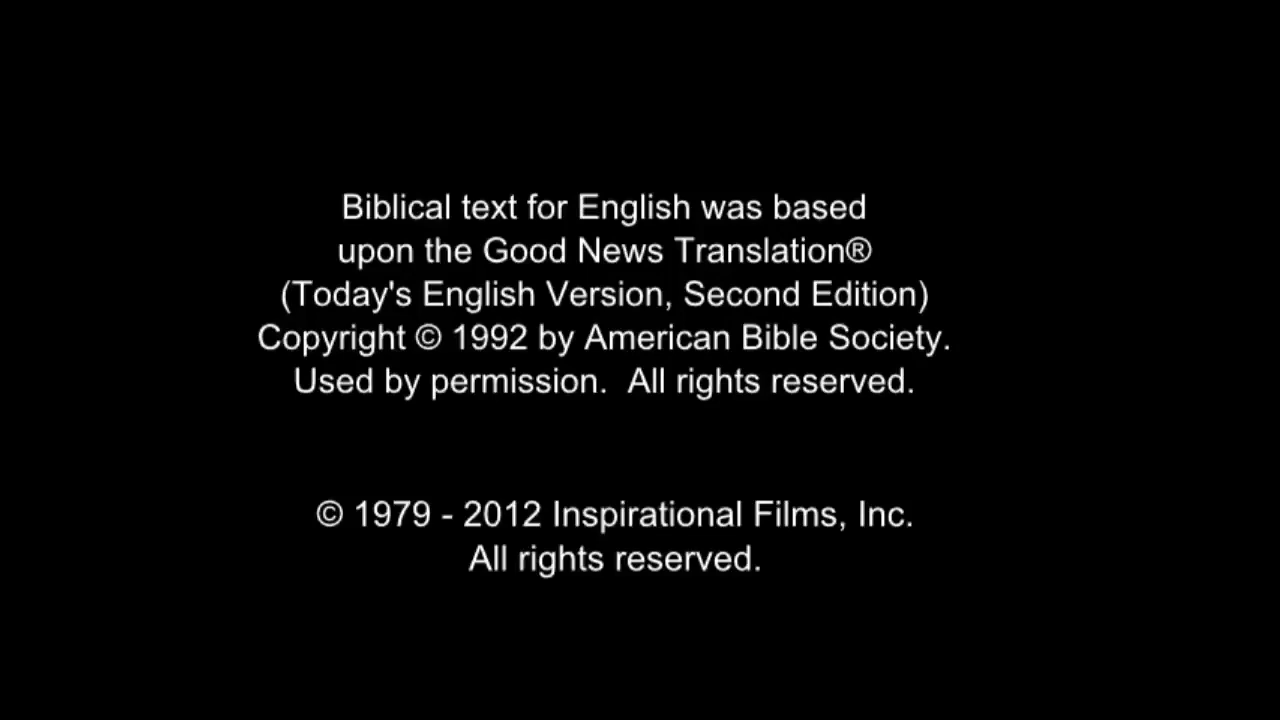 Biblical text for English was based
upon the Good News Translation®
(Today's English Version, Second Edition)
Copyright © 1992 by American Bible Society.
Used by permission.  All rights reserved.
© 1979 - 2012 Inspirational Films, Inc.
All rights reserved.